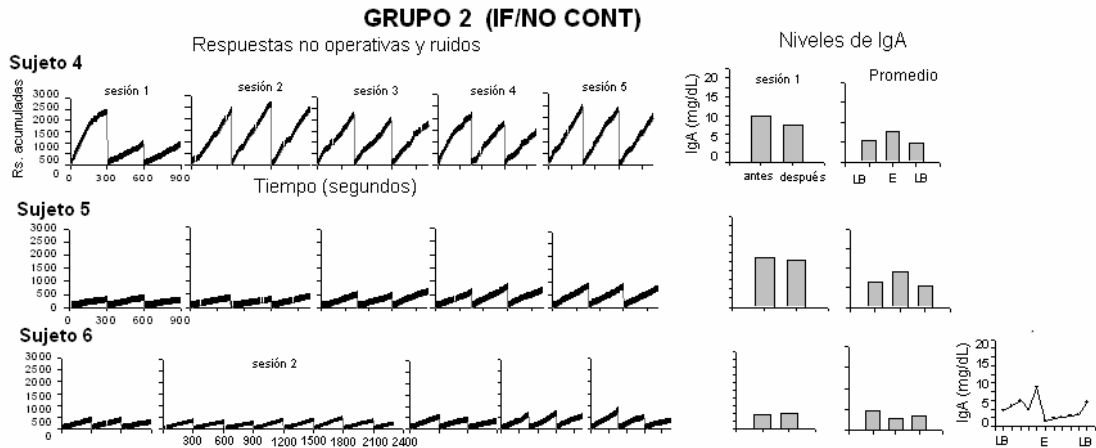 GRUPO 2 (IF/NO CONT)
Respuestas no operativas y ruidos
Niveles de IgA
Sujeto 4
Rs. acumuladas
3000
2500
2000
1500
1000
500
0
sesión 1
sesión 2
sesión 3
sesión 4
sesión 5
0 300 600 900
Tiempo (segundos)
IgA (mg/dL)
20
15
10
5
0
sesión 1
antes después
Promedio
LB E LB
Sujeto 5
3000
2500
2000
1500
1000
500
0
0 300 600 900
Sujeto 6
3000
2500
2000
1500
1000
500
0
sesión 2
300 600 900 1200 1500 1800 2100 2400
IgA (mg/dL)
20
15
10
5
0
LB E LB